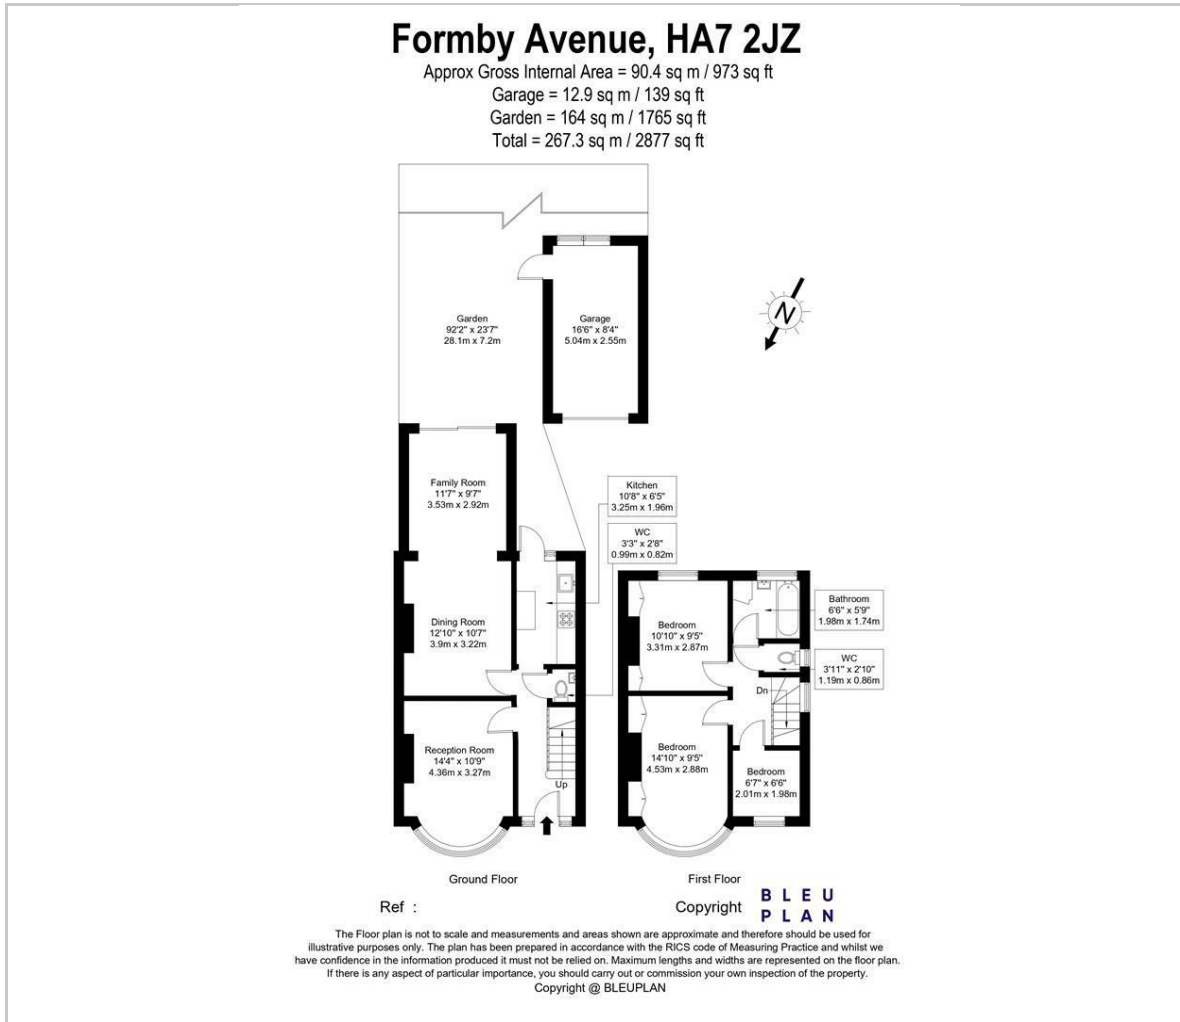 Formby Avenue, HA7 2JZ
Approx Gross Internal Area = 90.4 sq m / 973 sq ft
Garage = 12.9 sq m / 139 sq ft
Garden = 164 sq m / 1765 sq ft
Total = 267.3 sq m / 2877 sq ft
N
Garden
92'2" x 23'7"
28.1m x 7.2m
Garage
16'6" x 8'4"
5.04m x 2.55m
Family Room
11'7" x 9'7"
3.53m x 2.92m
Kitchen
10'8" x 6'5"
3.25m x 1.96m
WC
3'3" x 2'8"
0.99m x 0.82m
Dining Room
12'10" x 10'7"
3.9m x 3.22m
Reception Room
14'4" x 10'9"
4.36m x 3.27m
Up
Ground Floor
Bedroom
10'10" x 9'5"
3.31m x 2.87m
Bathroom
6'6" x 5'9"
1.98m x 1.74m
WC
3'11" x 2'10"
1.19m x 0.86m
Dn
Bedroom
14'10" x 9'5"
4.53m x 2.88m
Bedroom
6'7" x 6'6"
2.01m x 1.98m
First Floor
Ref :
Copyright
BLEU
PLAN
The Floor plan is not to scale and measurements and areas shown are approximate and therefore should be used for
illustrative purposes only. The plan has been prepared in accordance with the RICS code of Measuring Practice and whilst we
have confidence in the information produced it must not be relied on. Maximum lengths and widths are represented on the floor plan.
If there is any aspect of particular importance, you should carry out or commission your own inspection of the property.
Copyright @ BLEUPLAN